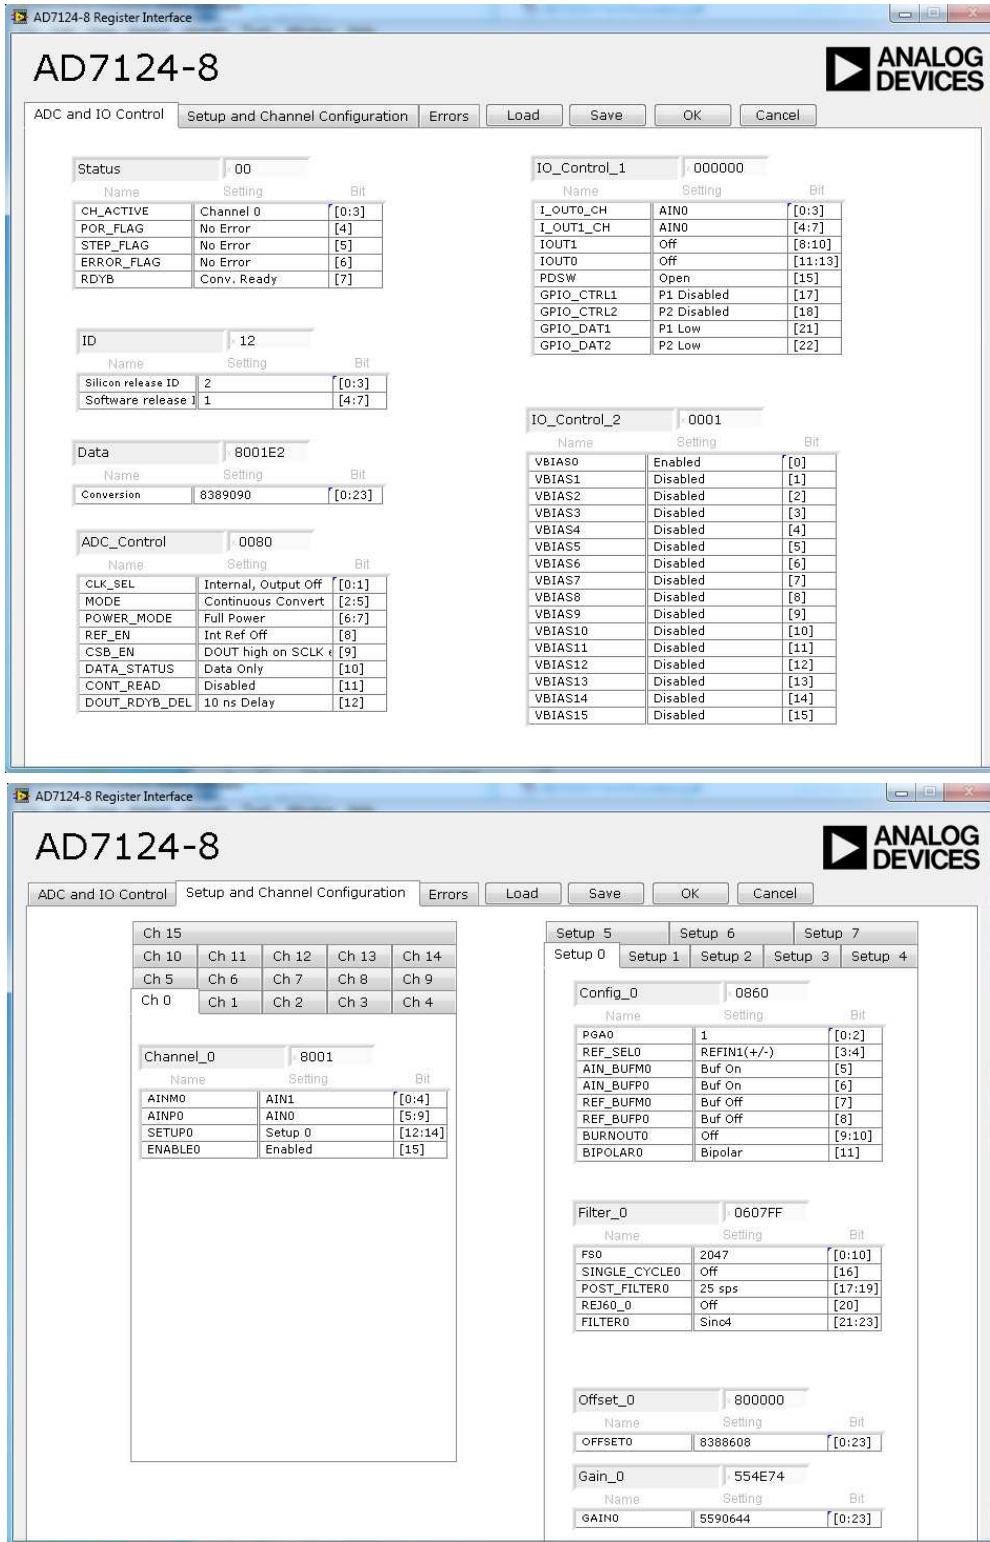 AD7124-8 Register Interface
AD7124-8
ANALOG DEVICES
ADC and IO Control Setup and Channel Configuration Errors Load Save OK Cancel
Status 00
Name Setting Bit
CH_ACTIVE Channel 0 [0:3]
POR_FLAG No Error [4]
STEP_FLAG No Error [5]
ERROR_FLAG No Error [6]
RDYB Conv. Ready [7]
ID 12
Name Setting Bit
Silicon release ID 2 [0:3]
Software release I 1 [4:7]
Data 8001E2
Name Setting Bit
Conversion 8389090 [0:23]
ADC_Control 0080
Name Setting Bit
CLK_SEL Internal, Output Off [0:1]
MODE Continuous Convert [2:5]
POWER_MODE Full Power [6:7]
REF_EN Int Ref Off [8]
CSB_EN DOUT high on SCLK e [9]
DATA_STATUS Data Only [10]
CONT_READ Disabled [11]
DOUT_RDYB_DEL 10 ns Delay [12]
IO_Control_1 000000
Name Setting Bit
I_OUT0_CH AIN0 [0:3]
I_OUT1_CH AIN0 [4:7]
IOUT1 Off [8:10]
IOUT0 Off [11:13]
PDSW Open [15]
GPIO_CTRL1 P1 Disabled [17]
GPIO_CTRL2 P2 Disabled [18]
GPIO_DAT1 P1 Low [21]
GPIO_DAT2 P2 Low [22]
IO_Control_2 0001
Name Setting Bit
VBIAS0 Enabled [0]
VBIAS1 Disabled [1]
VBIAS2 Disabled [2]
VBIAS3 Disabled [3]
VBIAS4 Disabled [4]
VBIAS5 Disabled [5]
VBIAS6 Disabled [6]
VBIAS7 Disabled [7]
VBIAS8 Disabled [8]
VBIAS9 Disabled [9]
VBIAS10 Disabled [10]
VBIAS11 Disabled [11]
VBIAS12 Disabled [12]
VBIAS13 Disabled [13]
VBIAS14 Disabled [14]
VBIAS15 Disabled [15]
AD7124-8 Register Interface
AD7124-8
ANALOG DEVICES
ADC and IO Control Setup and Channel Configuration Errors Load Save OK Cancel
Ch 15
Ch 10 Ch 11 Ch 12 Ch 13 Ch 14
Ch 5 Ch 6 Ch 7 Ch 8 Ch 9
Ch 0 Ch 1 Ch 2 Ch 3 Ch 4
Channel_0 8001
Name Setting Bit
AINM0 AIN1 [0:4]
AINP0 AIN0 [5:9]
SETUP0 Setup 0 [12:14]
ENABLE0 Enabled [15]
Setup 5 Setup 6 Setup 7
Setup 0 Setup 1 Setup 2 Setup 3 Setup 4
Config_0 0860
Name Setting Bit
PGA0 1 [0:2]
REF_SEL0 REFIN1(+/-) [3:4]
AIN_BUFM0 Buf On [5]
AIN_BUFP0 Buf On [6]
REF_BUFM0 Buf Off [7]
REF_BUFP0 Buf Off [8]
BURNOUT0 Off [9:10]
BIPOLAR0 Bipolar [11]
Filter_0 0607FF
Name Setting Bit
FS0 2047 [0:10]
SINGLE_CYCLE0 Off [16]
POST_FILTER0 25 sps [17:19]
REJ60_0 Off [20]
FILTER0 Sinc4 [21:23]
Offset_0 800000
Name Setting Bit
OFFSET0 8388608 [0:23]
Gain_0 554E74
Name Setting Bit
GAIN0 5590644 [0:23]